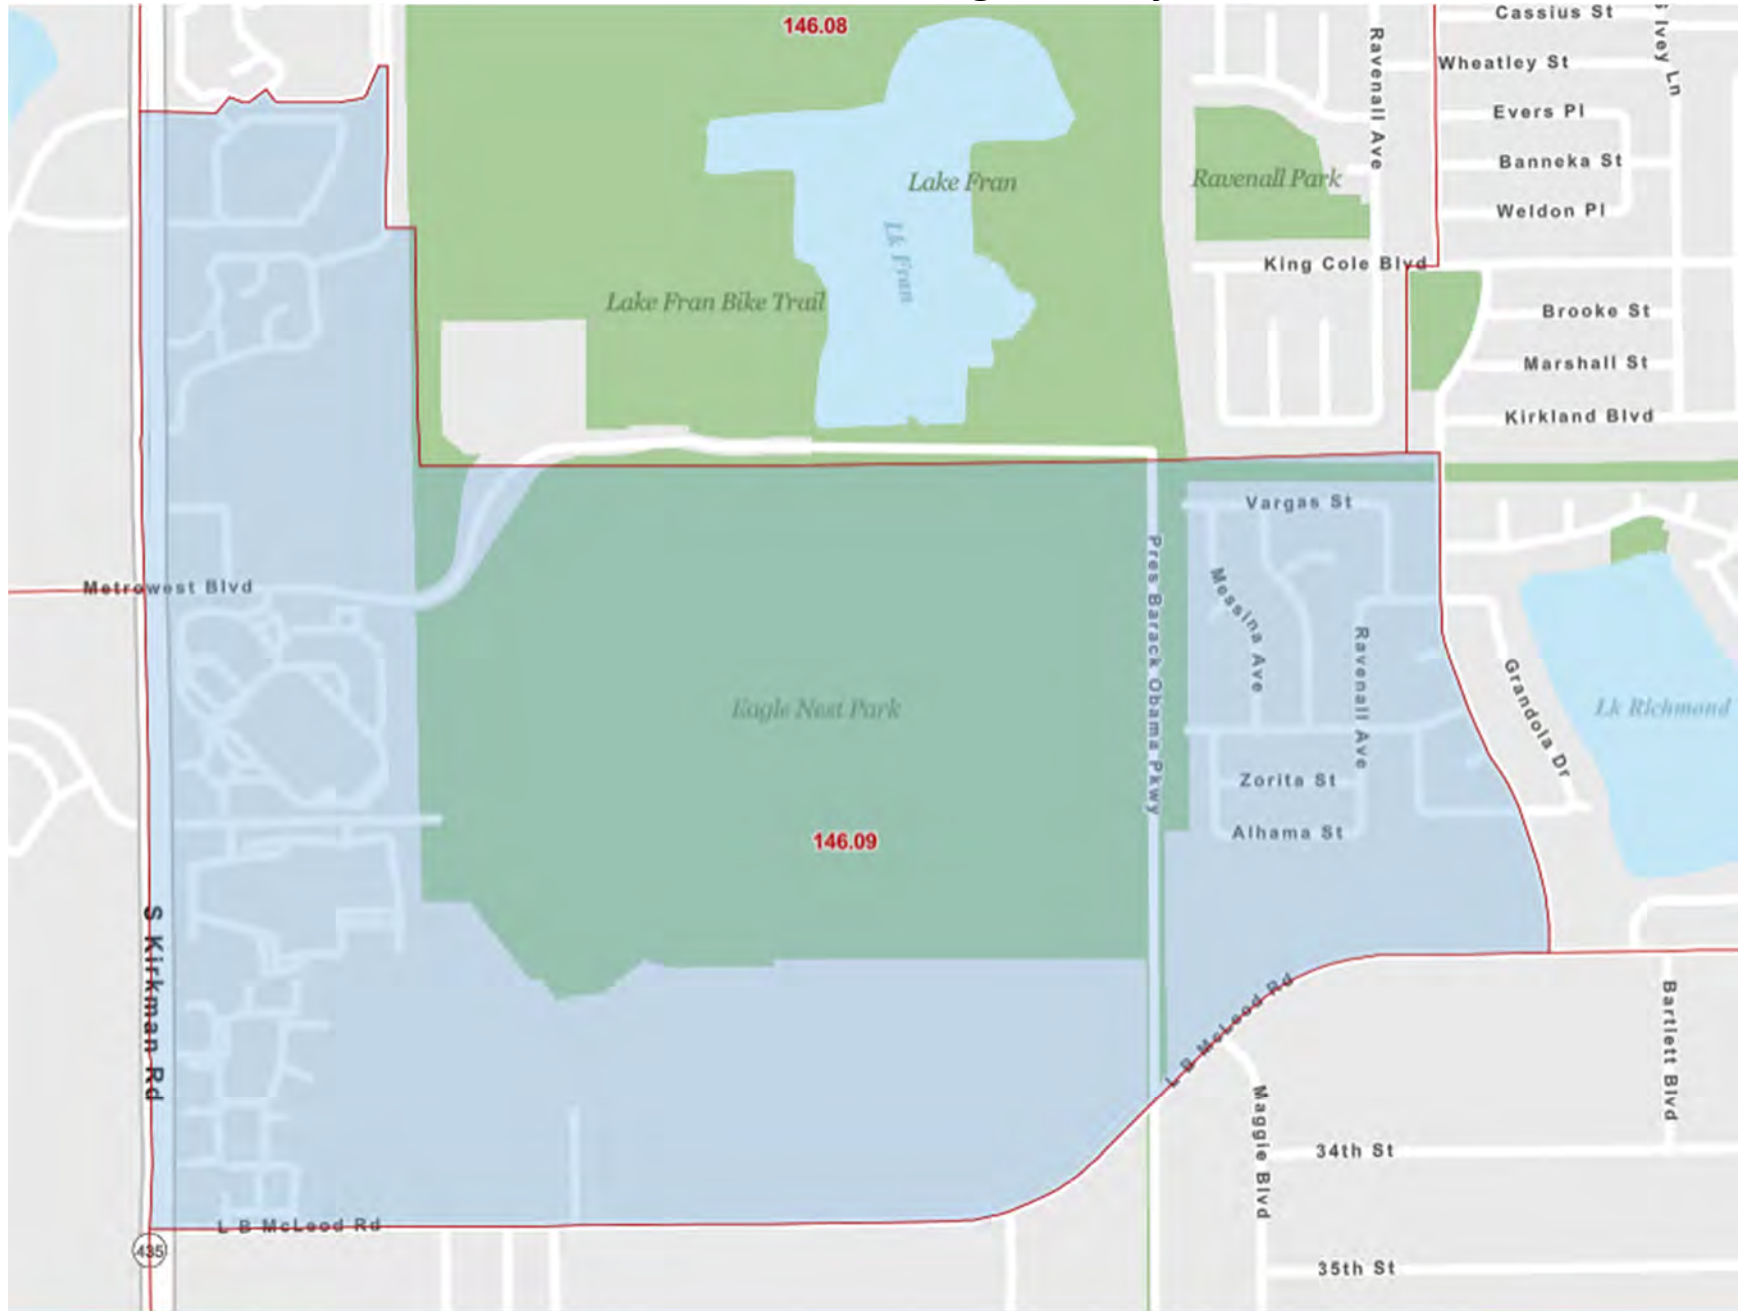 146.08
Cassius St
Ivey Ln
Ravenall Ave
Wheatley St
Evers Pl
Banneka St
Ravenall Park
Lake Fran
Weldon Pl
Lk Fran
King Cole Blvd
Lake Fran Bike Trail
Brooke St
Marshall St
Kirkland Blvd
Vargas St
Pres Barack Obama Pkwy
Messina Ave
Metrowest Blvd
Ravenall Ave
Grandola Dr
Eagle Nest Park
Lk Richmond
Zorita St
Alhama St
146.09
S Kirkman Rd
L B McLeod Rd
Bartlett Blvd
Maggie Blvd
34th St
L B McLeod Rd
435
35th St